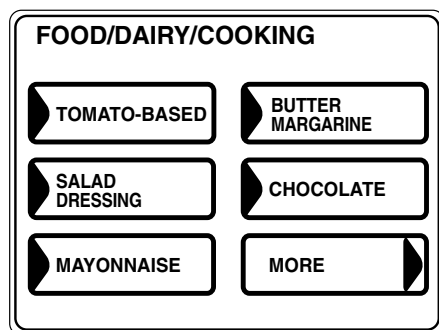 FOOD/DAIRY/COOKING
TOMATO-BASED
BUTTER
MARGARINE
SALAD
DRESSING
CHOCOLATE
MAYONNAISE
MORE